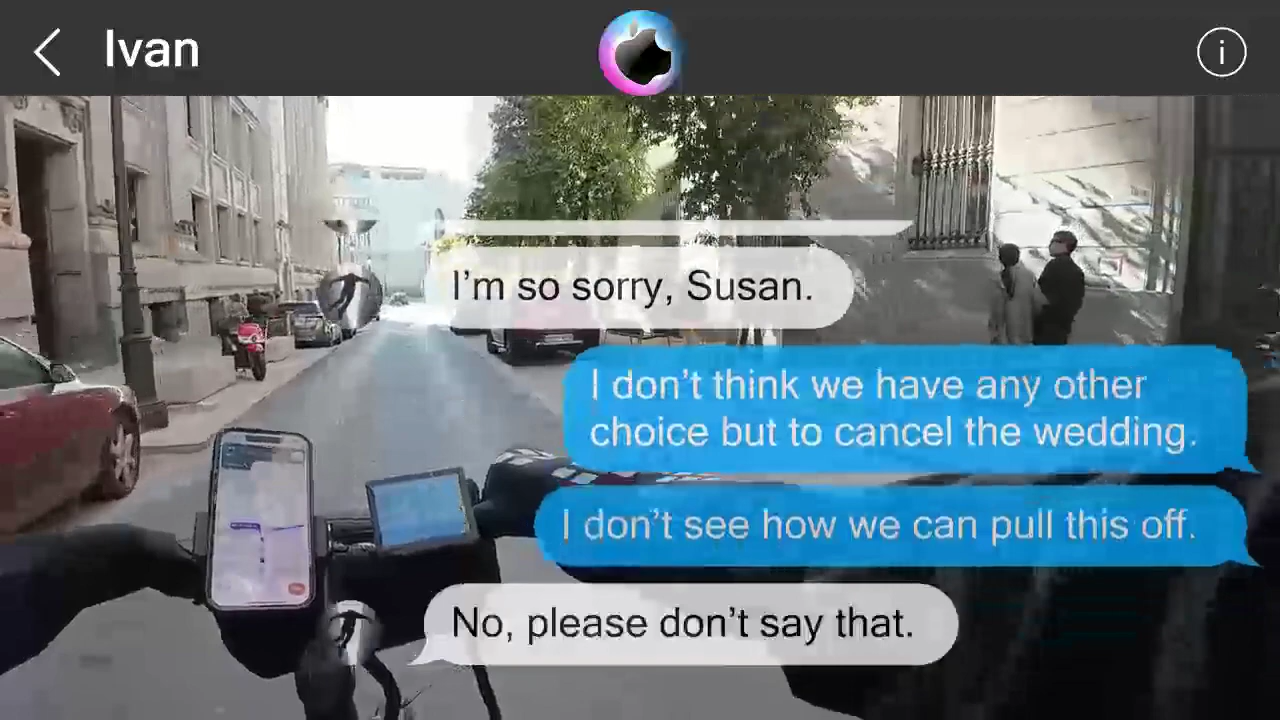 Ivan
i
I'm so sorry, Susan.
I don't think we have any other
choice but to cancel the wedding.
I don't see how we can pull this off.
No, please don't say that.